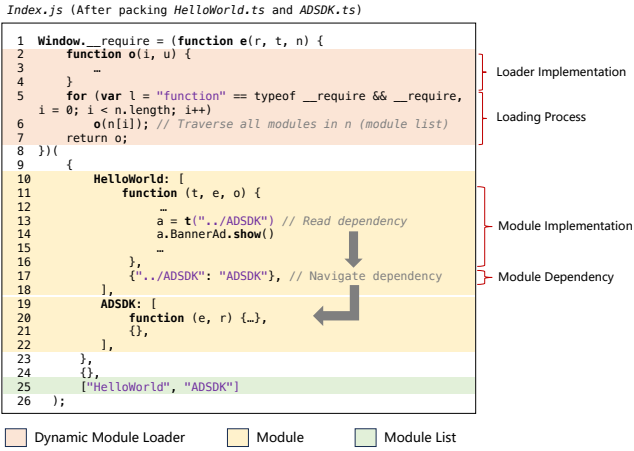 Index.js (After packing HelloWorld.ts and ADSDK.ts)
1 Window.__require = (function e(r, t, n) {
2 function o(i, u) {
3 …
4 }
5 for (var l = "function" == typeof __require && __require,
i = 0; i < n.length; i++)
6 o(n[i]); // Traverse all modules in n (module list)
7 return o;
8 })(
9 {
10 HelloWorld: [
11 function (t, e, o) {
12 …
13 a = t("../ADSDK") // Read dependency
14 a.BannerAd.show()
15 …
16 },
17 {"../ADSDK": "ADSDK"}, // Navigate dependency
18 ],
19 ADSDK: [
20 function (e, r) {…},
21 {},
22 ],
23 },
24 {},
25 ["HelloWorld", "ADSDK"]
26 );
Loader Implementation
Loading Process
Module Implementation
Module Dependency
Dynamic Module Loader
Module
Module List